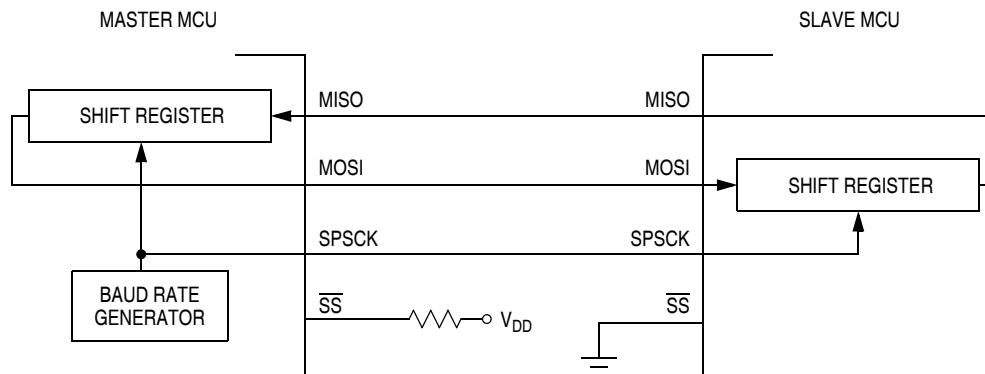 MASTER MCU
SLAVE MCU
SHIFT REGISTER
MISO
MISO
MOSI
MOSI
SHIFT REGISTER
SPSCK
SPSCK
BAUD RATE
GENERATOR
SS
VDD
SS